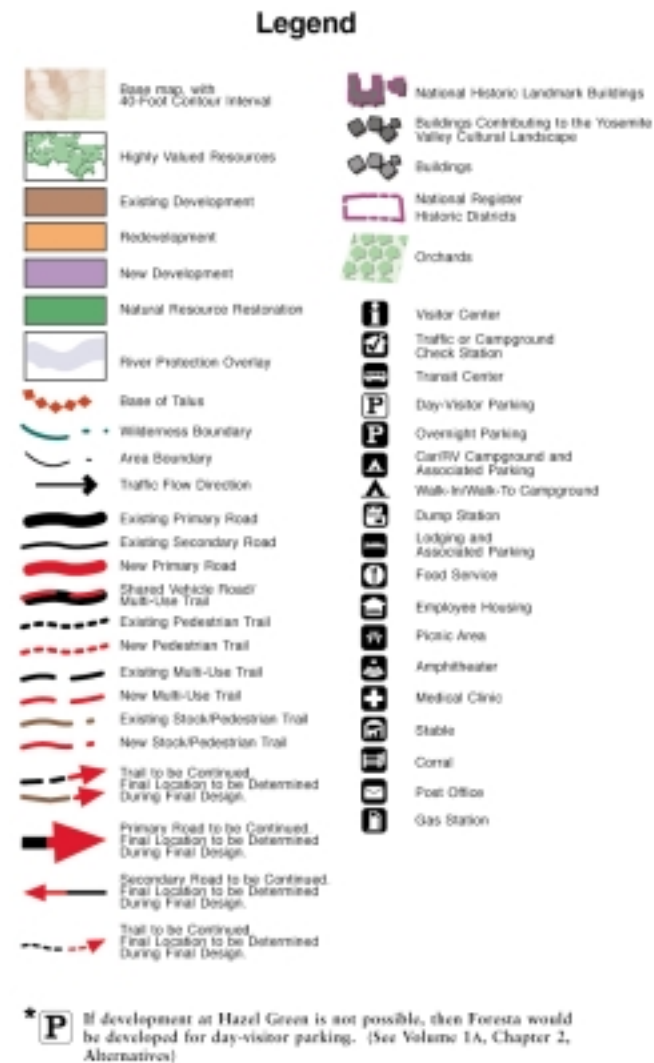 Legend
Base map, with
40-Foot Contour Interval
Highly Valued Resources
Existing Development
Redevelopment
New Development
Natural Resource Restoration
River Protection Overlay
Base of Talus
Wilderness Boundary
Area Boundary
Traffic Flow Direction
Existing Primary Road
Existing Secondary Road
New Primary Road
Shared Vehicle Road/
Multi-Use Trail
Existing Pedestrian Trail
New Pedestrian Trail
Existing Multi-Use Trail
New Multi-Use Trail
Existing Stock/Pedestrian Trail
New Stock/Pedestrian Trail
Trail to be Continued.
Final Location to be Determined
During Final Design.
Primary Road to be Continued.
Final Location to be Determined
During Final Design.
Secondary Road to be Continued.
Final Location to be Determined
During Final Design.
Trail to be Continued.
Final Location to be Determined
During Final Design.
National Historic Landmark Buildings
Buildings Contributing to the Yosemite
Valley Cultural Landscape
Buildings
National Register
Historic Districts
Orchards
Visitor Center
Traffic or Campground
Check Station
Transit Center
P Day-Visitor Parking
P Overnight Parking
Car/RV Campground and
Associated Parking
Walk-In/Walk-To Campground
Dump Station
Lodging and
Associated Parking
Food Service
Employee Housing
Picnic Area
Amphitheater
Medical Clinic
Stable
Corral
Post Office
Gas Station
* P If development at Hazel Green is not possible, then Foresta would
be developed for day-visitor parking. (See Volume 1A, Chapter 2,
Alternatives)